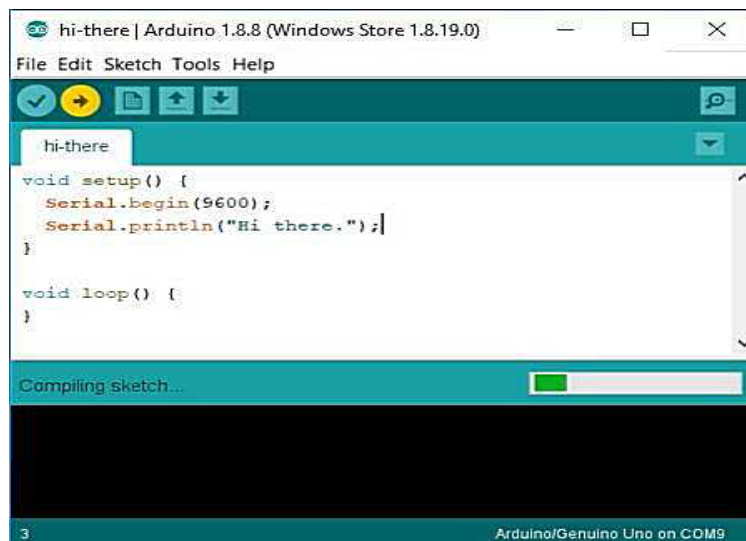 hi-there | Arduino 1.8.8 (Windows Store 1.8.19.0)
File Edit Sketch Tools Help
hi-there
void setup() {
  Serial.begin(9600);
  Serial.println("Hi there.");
}
void loop() {
}
Compiling sketch...
3 Arduino/Genuino Uno on COM9